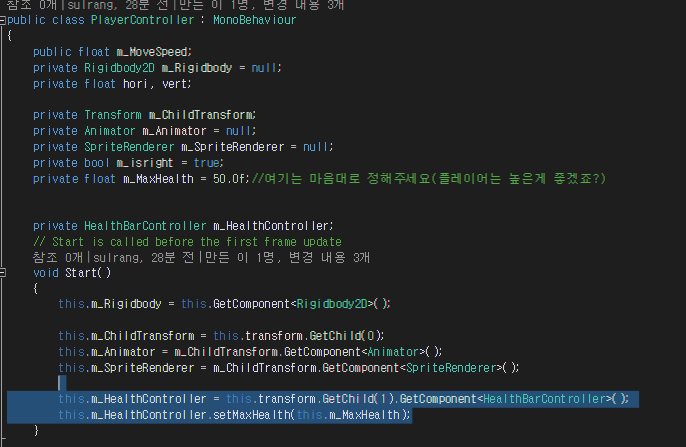 참조 0개|sulrang, 28분 전|만든 이 1명, 변경 내용 3개
public class PlayerController : MonoBehaviour
{
public float m_MoveSpeed;
private Rigidbody2D m_Rigidbody = null;
private float hori, vert;
private Transform m_ChildTransform;
private Animator m_Animator = null;
private SpriteRenderer m_SpriteRenderer = null;
private bool m_isright = true;
private float m_MaxHealth = 50.0f;//여기는 마음대로 정해주세요(플레이어는 높은게 좋겠죠?)
private HealthBarController m_HealthController;
// Start is called before the first frame update
참조 0개|sulrang, 28분 전|만든 이 1명, 변경 내용 3개
void Start()
{
this.m_Rigidbody = this.GetComponent<Rigidbody2D>();
this.m_ChildTransform = this.transform.GetChild(0);
this.m_Animator = m_ChildTransform.GetComponent<Animator>();
this.m_SpriteRenderer = m_ChildTransform.GetComponent<SpriteRenderer>();
this.m_HealthController = this.transform.GetChild(1).GetComponent<HealthBarController>();
this.m_HealthController.setMaxHealth(this.m_MaxHealth);
}